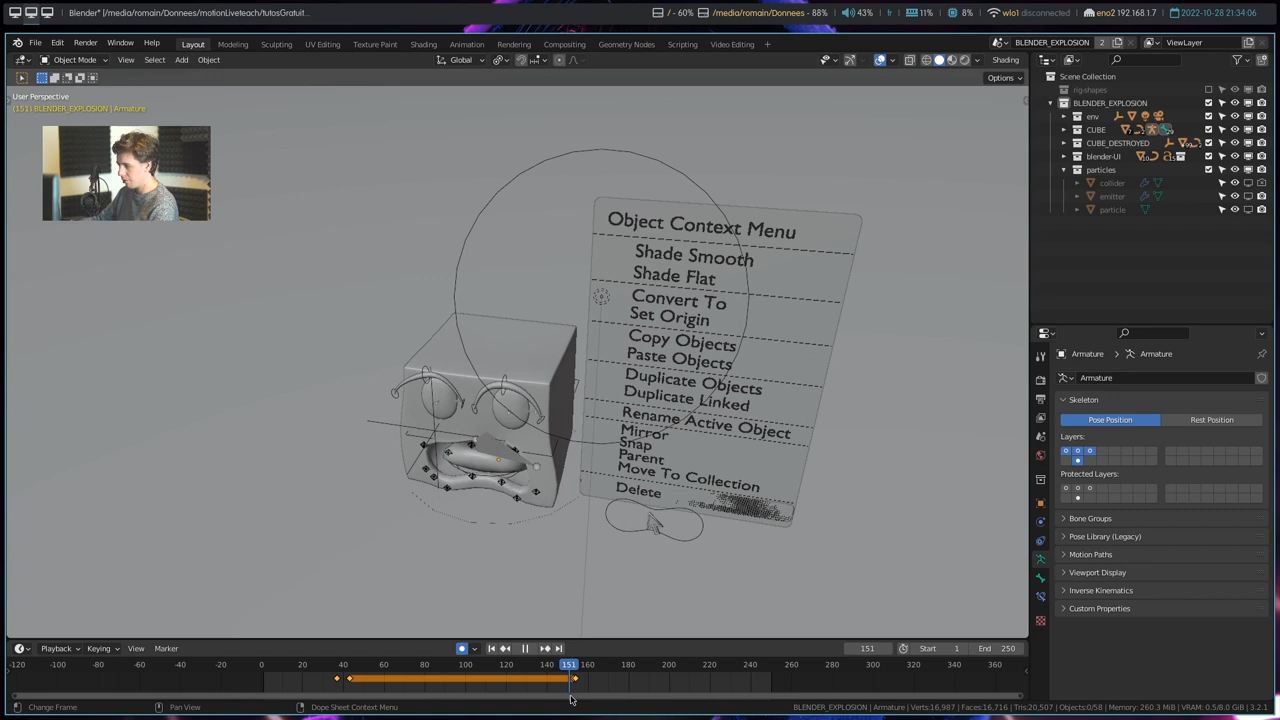 Blender* [/media/romain/Donnees/motionLiveteach/tutosGratuit...
/ - 60% /media/romain/Donnees - 88% 43% fr 11% 8% wlo1 disconnected eno2 192.168.1.7 2022-10-28 21:34:06
File Edit Render Window Help Layout Modeling Sculpting UV Editing Texture Paint Shading Animation Rendering Compositing Geometry Nodes Scripting Video Editing + BLENDER_EXPLOSION 2 ViewLayer
Object Mode View Select Add Object Global Shading
Options
User Perspective
(151) BLENDER_EXPLOSION | Armature
Object Context Menu
Shade Smooth
Shade Flat
Convert To
Set Origin
Copy Objects
Paste Objects
Duplicate Objects
Duplicate Linked
Rename Active Object
Mirror
Snap
Parent
Move To Collection
Delete
Scene Collection
rig-shapes
BLENDER_EXPLOSION
env
CUBE
CUBE_DESTROYED
blender-UI
particles
collider
emitter
particle
Armature Armature
Armature
Skeleton
Pose Position Rest Position
Layers:
Protected Layers:
Bone Groups
Pose Library (Legacy)
Motion Paths
Viewport Display
Inverse Kinematics
Custom Properties
Playback Keying View Marker 151 Start 1 End 250
-120 -100 -80 -60 -40 -20 0 20 40 60 80 100 120 140 151 160 180 200 220 240 260 280 300 320 340 360
Change Frame Pan View Dope Sheet Context Menu BLENDER_EXPLOSION | Armature | Verts:16,987 | Faces:16,716 | Tris:20,507 | Objects:0/58 | Memory: 260.3 MiB | VRAM: 0.5/8.0 GiB | 3.2.1